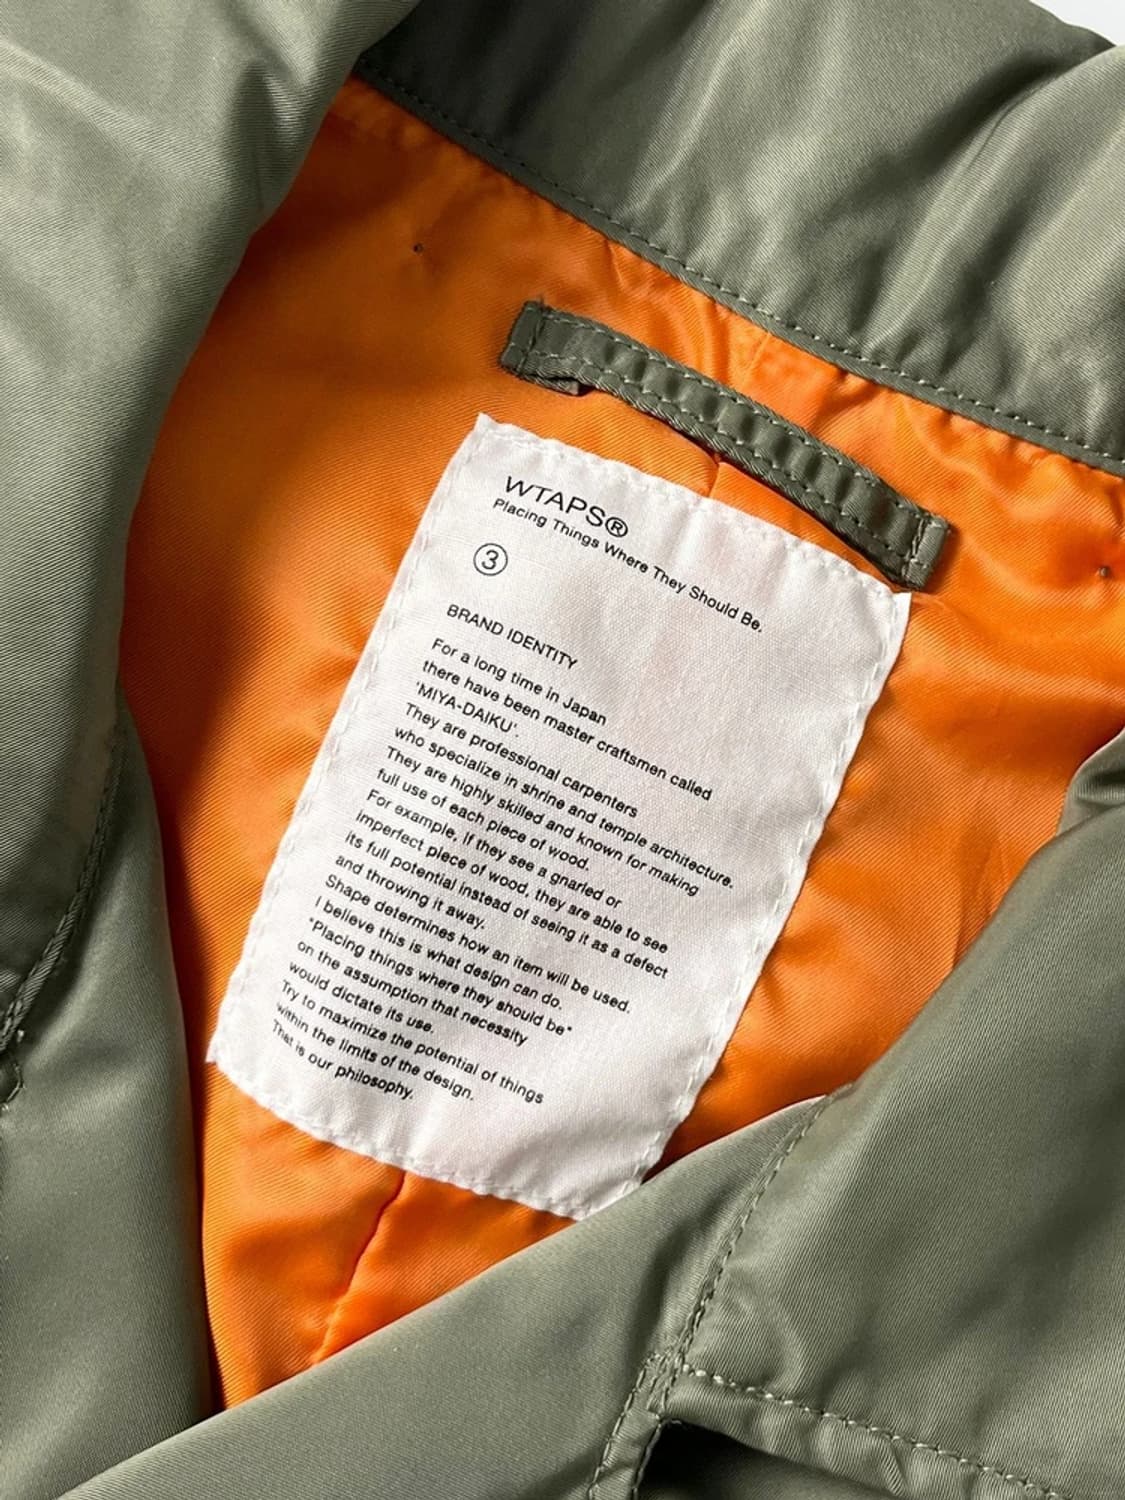 WTAPS®
Placing Things Where They Should Be.
③
BRAND IDENTITY
For a long time in Japan
there have been master craftsmen called
'MIYA-DAIKU'.
They are professional carpenters
who specialize in shrine and temple architecture.
They are highly skilled and known for making
full use of each piece of wood.
For example, if they see a gnarled or
imperfect piece of wood, they are able to see
its full potential instead of seeing it as a defect
and throwing it away.
Shape determines how an item will be used.
I believe this is what design can do.
"Placing things where they should be"
on the assumption that necessity
would dictate its use.
Try to maximize the potential of things
within the limits of the design.
That is our philosophy.